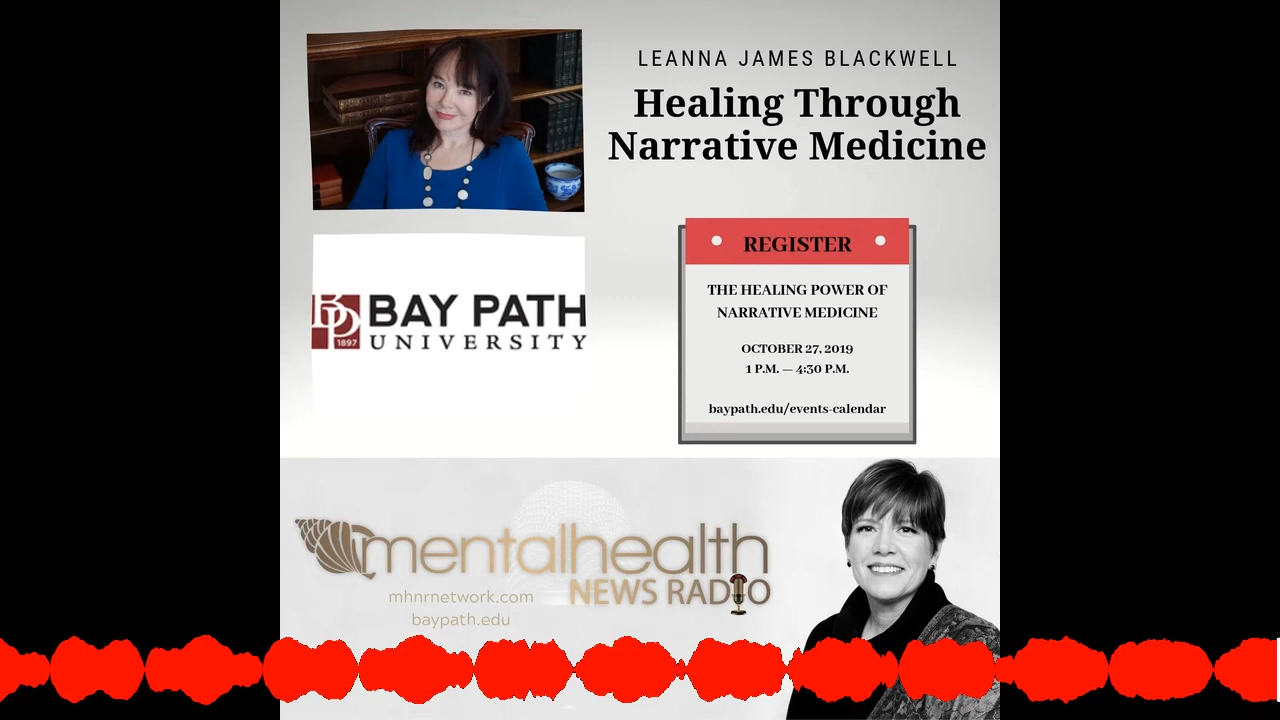 LEANNA JAMES BLACKWELL
Healing Through
Narrative Medicine
BP
1897
BAY PATH
UNIVERSITY
REGISTER
THE HEALING POWER OF
NARRATIVE MEDICINE
OCTOBER 27, 2019
1 P.M. — 4:30 P.M.
baypath.edu/events-calendar
mentalhealth
NEWS RADIO
mhnrnetwork.com
baypath.edu